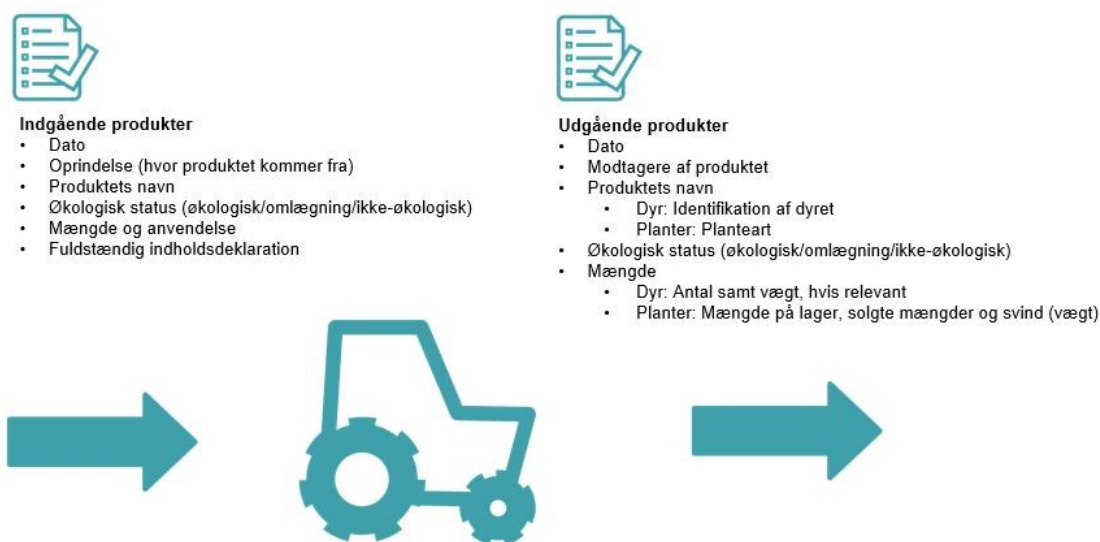 Indgående produkter
• Dato
• Oprindelse (hvor produktet kommer fra)
• Produktets navn
• Økologisk status (økologisk/omlægning/ikke-økologisk)
• Mængde og anvendelse
• Fuldstændig indholdsdeklaration
Udgående produkter
• Dato
• Modtagere af produktet
• Produktets navn
• Dyr: Identifikation af dyret
• Planter: Planteart
• Økologisk status (økologisk/omlægning/ikke-økologisk)
• Mængde
• Dyr: Antal samt vægt, hvis relevant
• Planter: Mængde på lager, solgte mængder og svind (vægt)